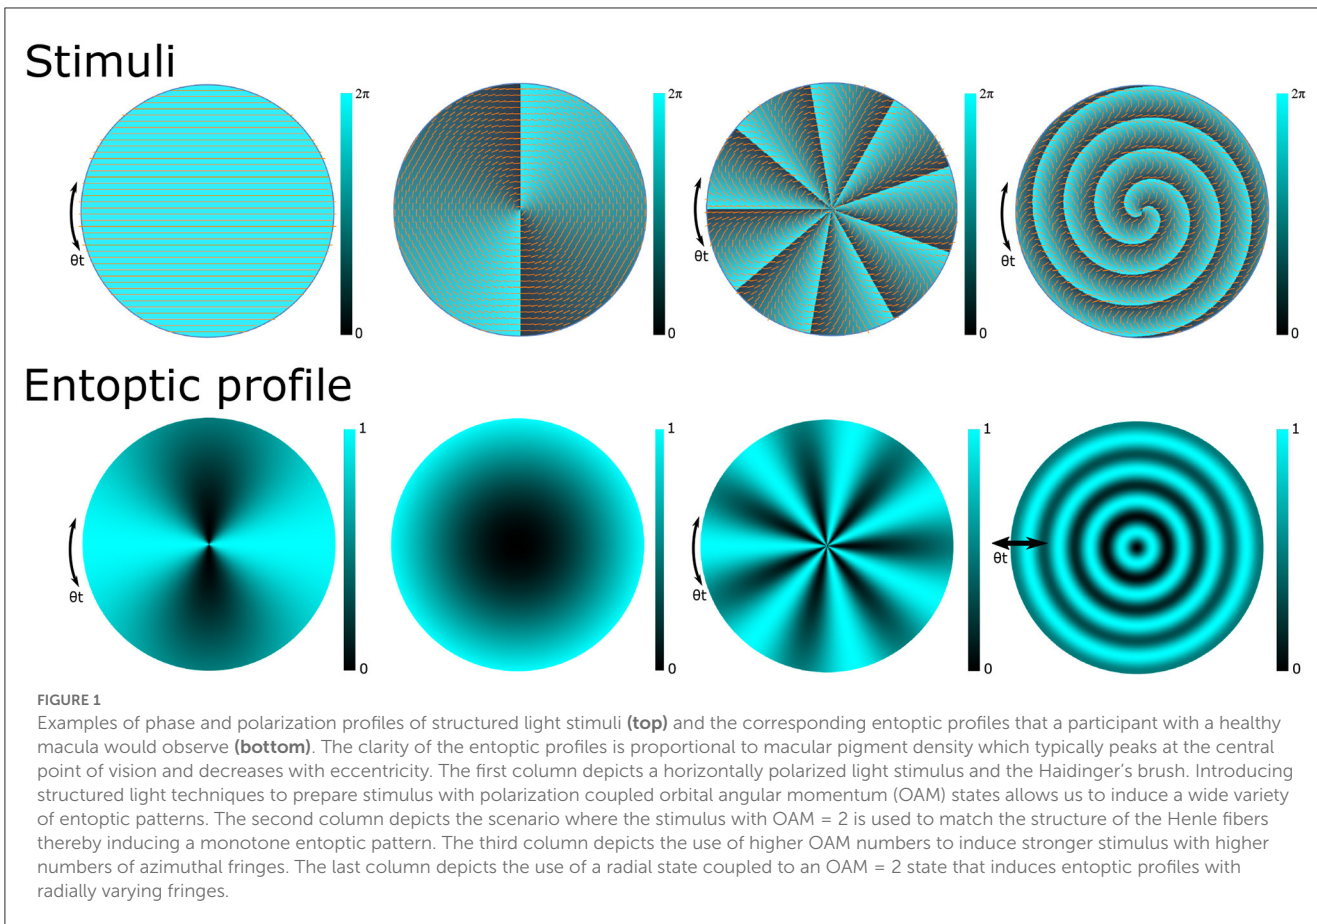 Stimuli
2π
2π
2π
2π
θt
θt
θt
0
0
0
0
Entoptic profile
1
1
1
1
θt
θt
θt
0
0
0
0
FIGURE 1
Examples of phase and polarization profiles of structured light stimuli (top) and the corresponding entoptic profiles that a participant with a healthy
macula would observe (bottom). The clarity of the entoptic profiles is proportional to macular pigment density which typically peaks at the central
point of vision and decreases with eccentricity. The first column depicts a horizontally polarized light stimulus and the Haidinger's brush. Introducing
structured light techniques to prepare stimulus with polarization coupled orbital angular momentum (OAM) states allows us to induce a wide variety
of entoptic patterns. The second column depicts the scenario where the stimulus with OAM = 2 is used to match the structure of the Henle fibers
thereby inducing a monotone entoptic pattern. The third column depicts the use of higher OAM numbers to induce stronger stimulus with higher
numbers of azimuthal fringes. The last column depicts the use of a radial state coupled to an OAM = 2 state that induces entoptic profiles with
radially varying fringes.